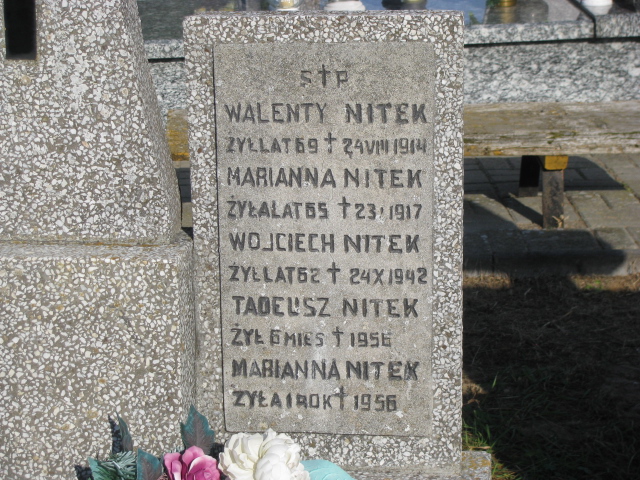 S†P
WALENTY NITEK
ŻYŁ LAT 69 † 24 VIII 1914
MARIANNA NITEK
ŻYŁA LAT 65 † 23 I 1917
WOJCIECH NITEK
ŻYŁ LAT 62 † 24 X 1942
TADEUSZ NITEK
ŻYŁ 6 MIES † 1956
MARIANNA NITEK
ŻYŁA 1 ROK † 1956